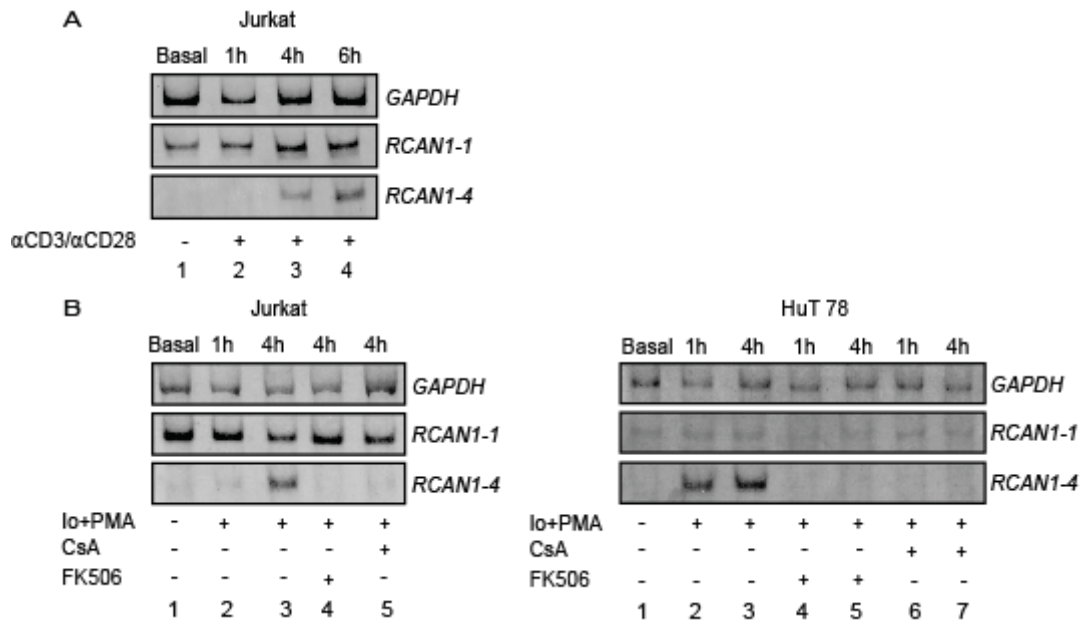 A
Jurkat
Basal 1h 4h 6h
GAPDH
RCAN1-1
RCAN1-4
αCD3/αCD28 - + + +
1 2 3 4
B
Jurkat
Basal 1h 4h 4h 4h
GAPDH
RCAN1-1
RCAN1-4
Io+PMA - + + + +
CsA - - - - +
FK506 - - - + -
1 2 3 4 5
HuT 78
Basal 1h 4h 1h 4h 1h 4h
GAPDH
RCAN1-1
RCAN1-4
Io+PMA - + + + + + +
CsA - - - - - + +
FK506 - - - + + - -
1 2 3 4 5 6 7